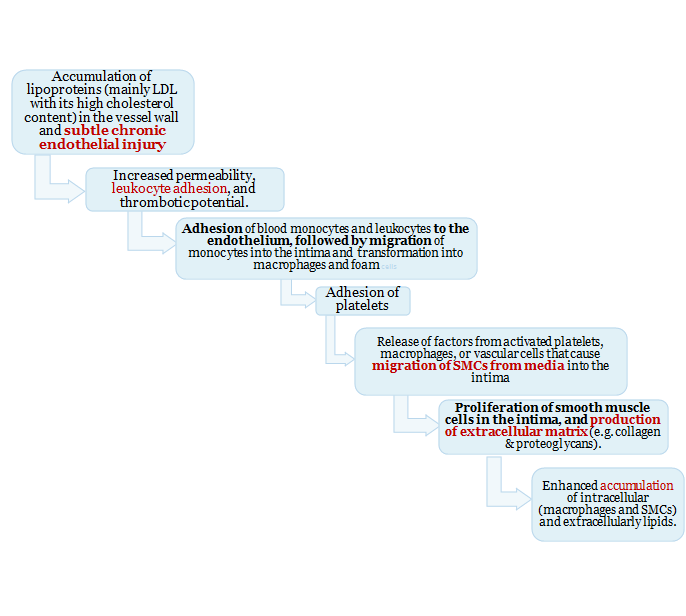 Accumulation of
lipoproteins (mainly LDL
with its high cholesterol
content) in the vessel wall
and subtle chronic
endothelial injury
Increased permeability,
leukocyte adhesion, and
thrombotic potential.
Adhesion of blood monocytes and leukocytes to the
endothelium, followed by migration of
monocytes into the intima and transformation into
macrophages and foam cells
Adhesion of
platelets
Release of factors from activated platelets,
macrophages, or vascular cells that cause
migration of SMCs from media into the
intima
Proliferation of smooth muscle
cells in the intima, and production
of extracellular matrix (e.g. collagen
& proteoglycans).
Enhanced accumulation
of intracellular
(macrophages and SMCs)
and extracellularly lipids.